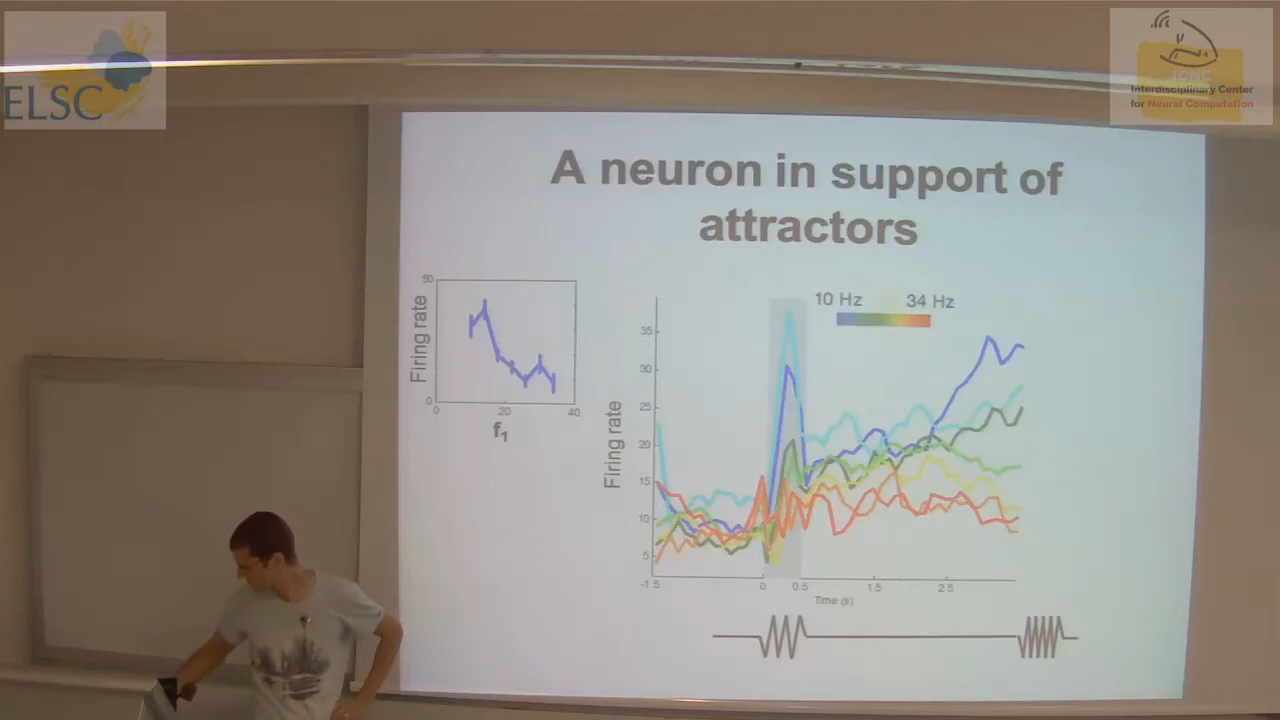 ELSC
ICNC
Interdisciplinary Center
for Neural Computation
A neuron in support of
attractors
50
Firing rate
0
0
20
40
f1
10 Hz
34 Hz
35
30
25
20
15
10
5
Firing rate
-1.5
0
0.5
1.5
2.5
Time (s)